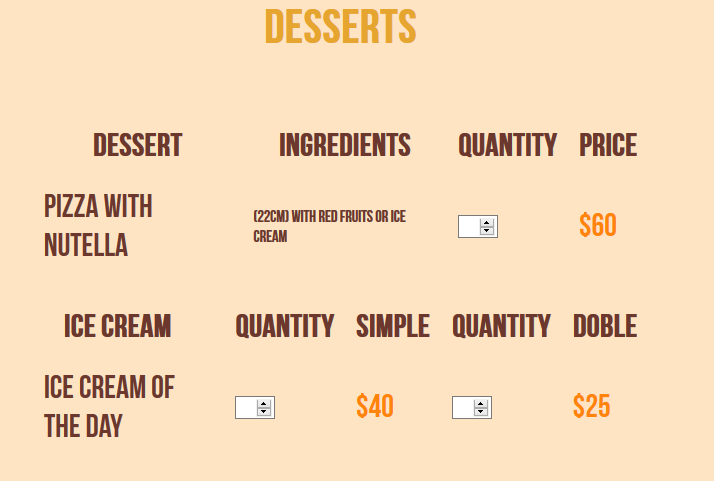 DESSERTS
DESSERT INGREDIENTS QUANTITY PRICE
PIZZA WITH
NUTELLA
(22CM) WITH RED FRUITS OR ICE
CREAM
$60
ICE CREAM QUANTITY SIMPLE QUANTITY DOBLE
ICE CREAM OF
THE DAY
$40 $25